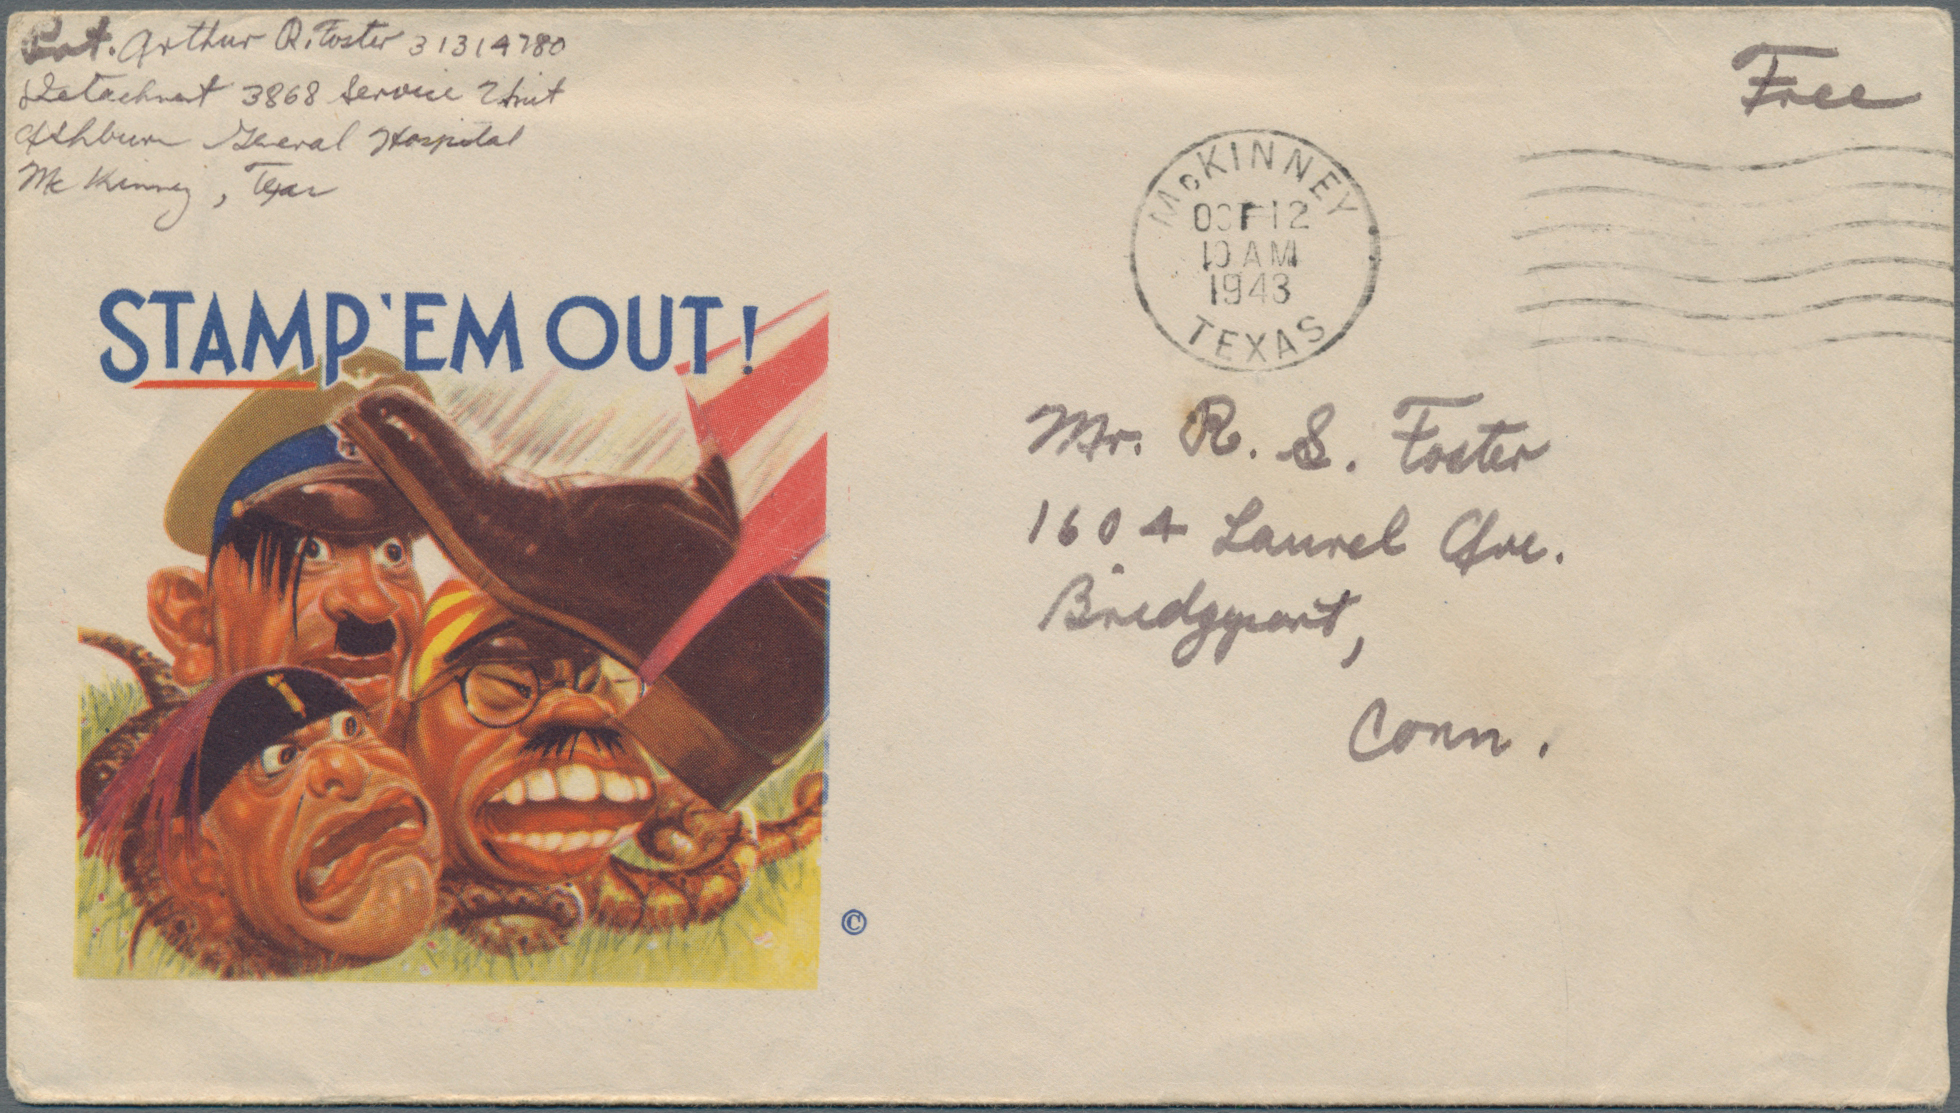 Pvt. Arthur R. Foster 31314780
Detachment 3868 Service Unit
Ashburn General Hospital
McKinney, Texas
Free
McKINNEY
OCT 12
10 AM
1943
TEXAS
STAMP 'EM OUT!
Mr. R. S. Foster
1604 Laurel Ave.
Bridgeport,
Conn.
©